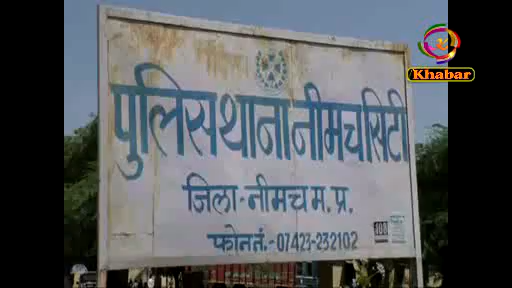 Khabar
पुलिस थाना नीमच सिटी
जिला-नीमच म.प्र.
फोन नं.-07423-232102